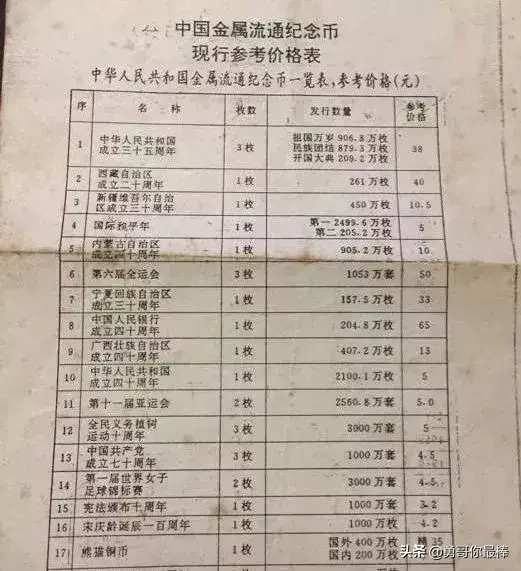 中国金属流通纪念币
现行参考价格表
中华人民共和国金属流通纪念币一览表,参考价格(元)
序 名称 枚数 发行数量 参考价格
1 中华人民共和国成立三十五周年 3枚 祖国万岁 906.8万枚 民族团结 879.3万枚 开国大典 209.2万枚 38
2 西藏自治区成立二十周年 1枚 261万枚 40
3 新疆维吾尔自治区成立三十周年 1枚 450万枚 10.5
4 国际和平年 1枚 第一 2499.6万枚 第二 205.2万枚 5
5 内蒙古自治区成立四十周年 1枚 905.2万枚 10
6 第六届全运会 3枚 1053万套 50
7 宁夏回族自治区成立三十周年 1枚 157.5万枚 33
8 中国人民银行成立四十周年 1枚 204.8万枚 65
9 广西壮族自治区成立四十周年 1枚 407.2万枚 13
10 中华人民共和国成立四十周年 1枚 2100.1万枚 5
11 第十一届亚运会 2枚 2560.8万套 5.0
12 全民义务植树运动十周年 3枚 3000万套 5
13 中国共产党成立七十周年 3枚 1000万套 4.5
14 第一届世界女子足球锦标赛 2枚 3000万套 4.5
15 宪法颁布十周年 1枚 1000万套 3.2
16 宋庆龄诞辰一百周年 1枚 1000万枚 4.2
17 熊猫铜币 1枚 国外 400万枚 国内 200万枚 精 35
头条 @勇哥你最棒